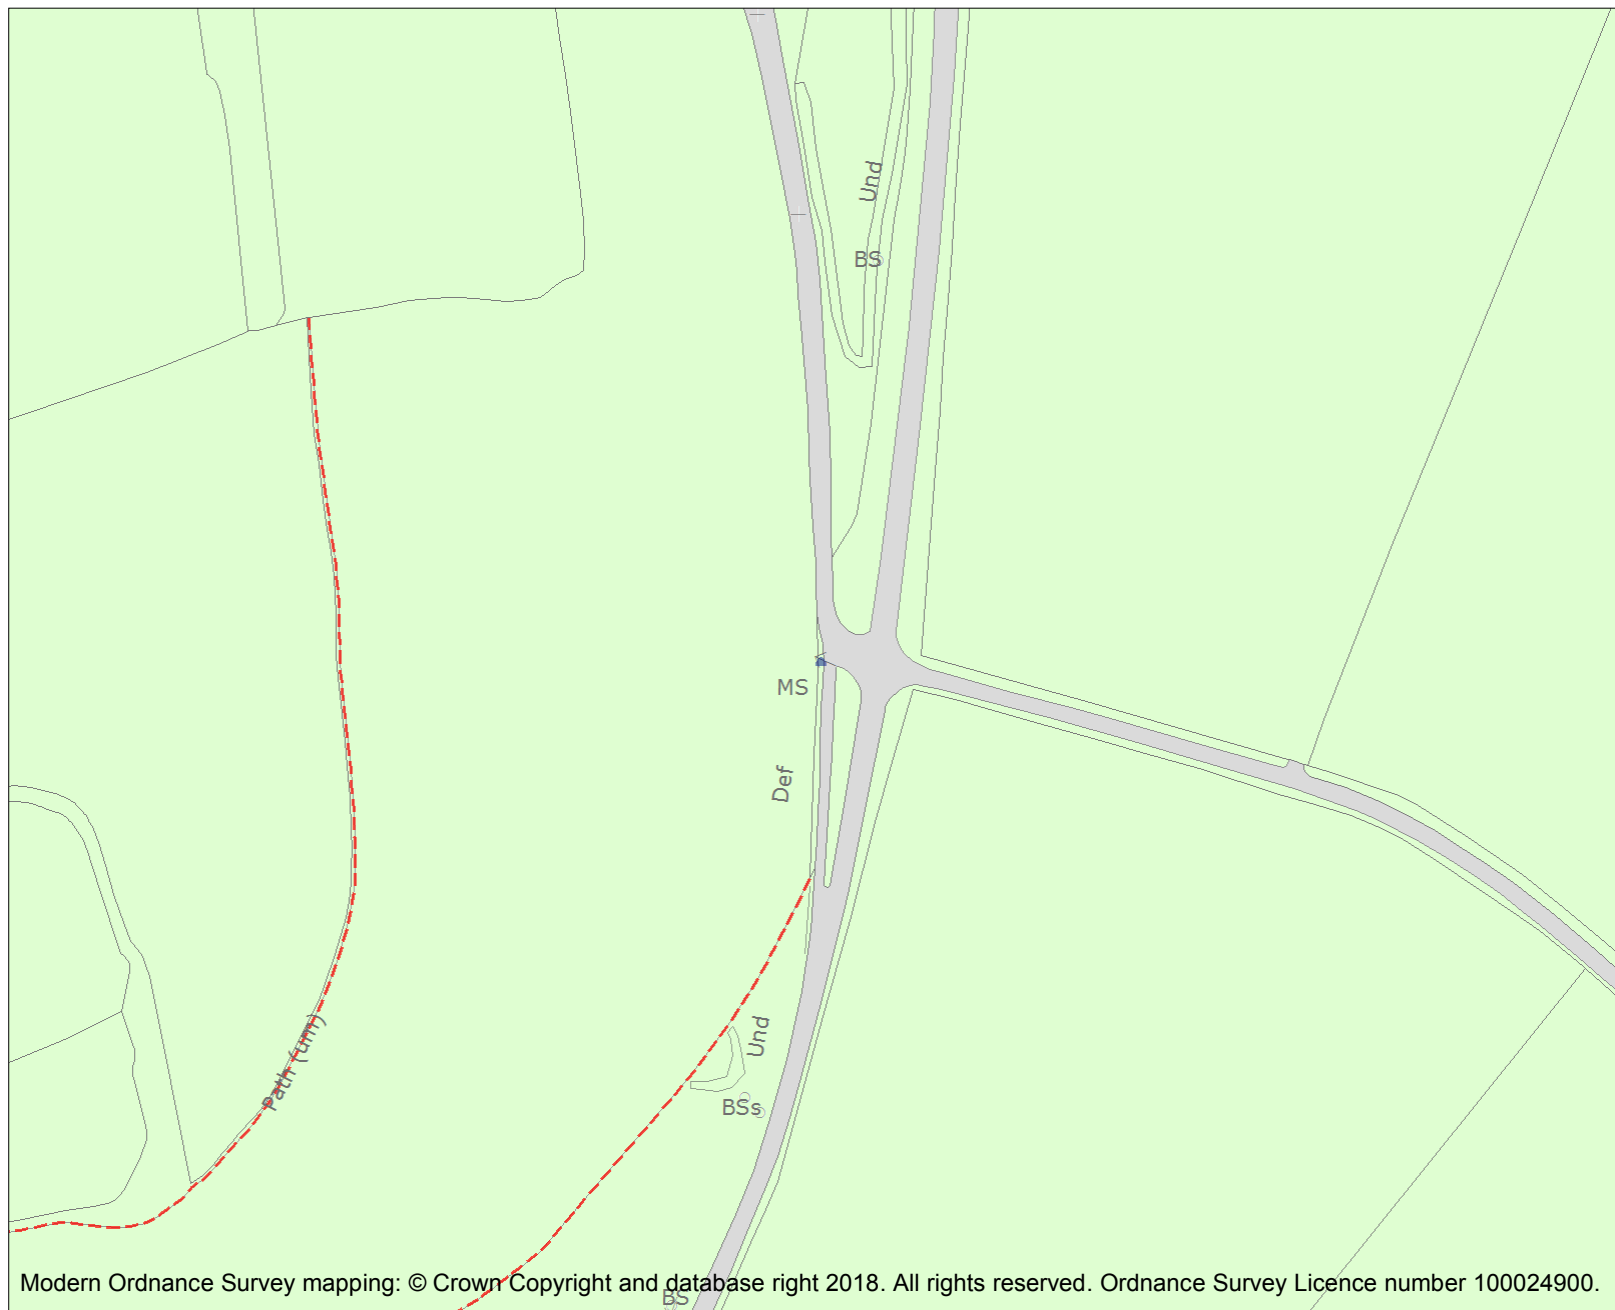 Und
BS
MS
Def
Path (um)
Und
BSs
BS
Modern Ordnance Survey mapping: © Crown Copyright and database right 2018. All rights reserved. Ordnance Survey Licence number 100024900.